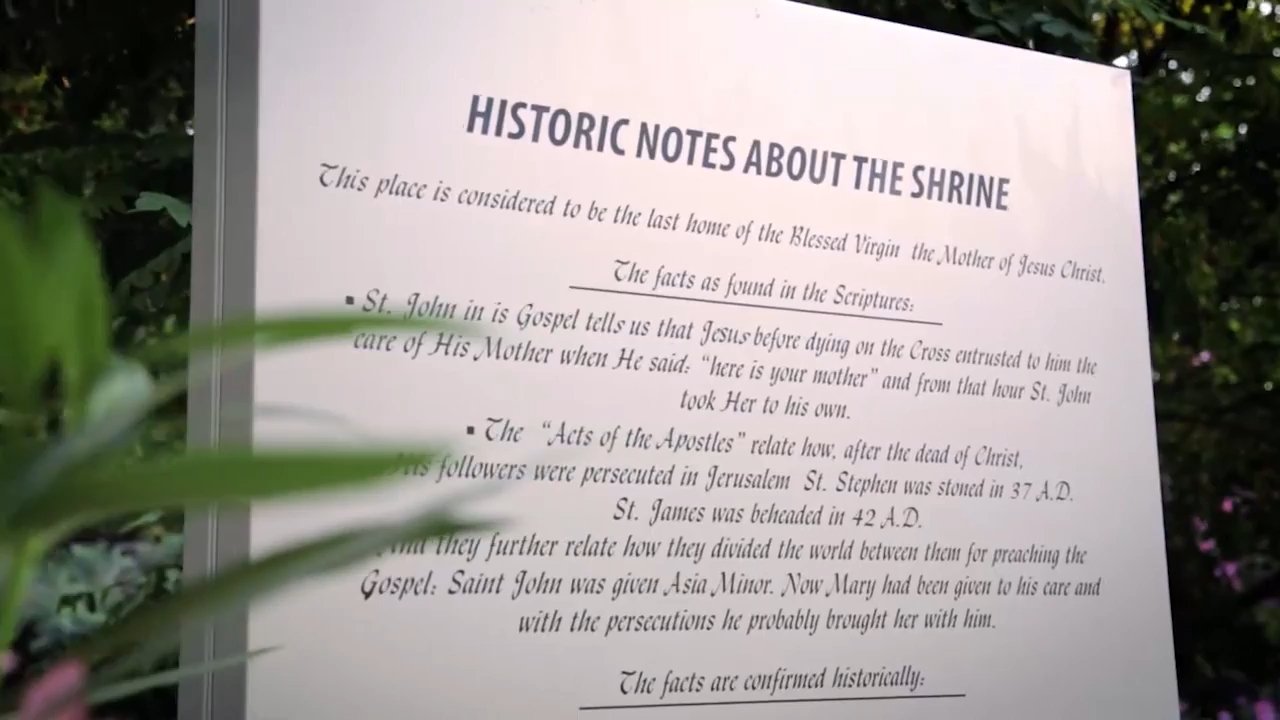 HISTORIC NOTES ABOUT THE SHRINE
This place is considered to be the last home of the Blessed Virgin the Mother of Jesus Christ.
The facts as found in the Scriptures:
▪ St. John in is Gospel tells us that Jesus before dying on the Cross entrusted to him the
care of His Mother when He said: “here is your mother” and from that hour St. John
took Her to his own.
▪ The “Acts of the Apostles” relate how, after the dead of Christ,
His followers were persecuted in Jerusalem St. Stephen was stoned in 37 A.D.
St. James was beheaded in 42 A.D.
And they further relate how they divided the world between them for preaching the
Gospel: Saint John was given Asia Minor. Now Mary had been given to his care and
with the persecutions he probably brought her with him.
The facts are confirmed historically: